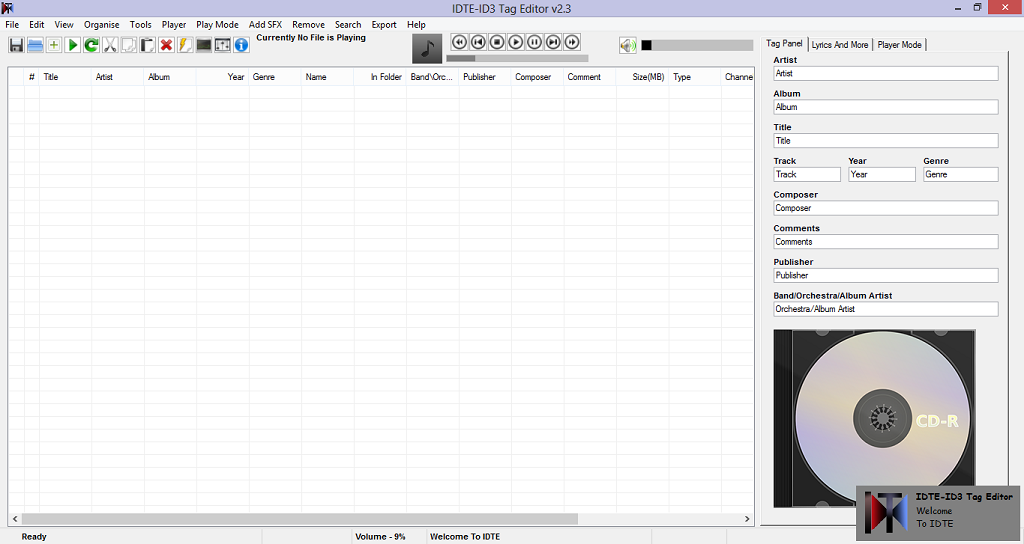 IDTE-ID3 Tag Editor v2.3
File Edit View Organise Tools Player Play Mode Add SFX Remove Search Export Help
Currently No File is Playing
Tag Panel Lyrics And More Player Mode
# Title Artist Album Year Genre Name In Folder Band\Orc... Publisher Composer Comment Size(MB) Type Channe
Artist
Artist
Album
Album
Title
Title
Track Year Genre
Track Year Genre
Composer
Composer
Comments
Comments
Publisher
Publisher
Band/Orchestra/Album Artist
Orchestra/Album Artist
CD-R
IDTE-ID3 Tag Editor
Welcome
To IDTE
Ready Volume - 9% Welcome To IDTE